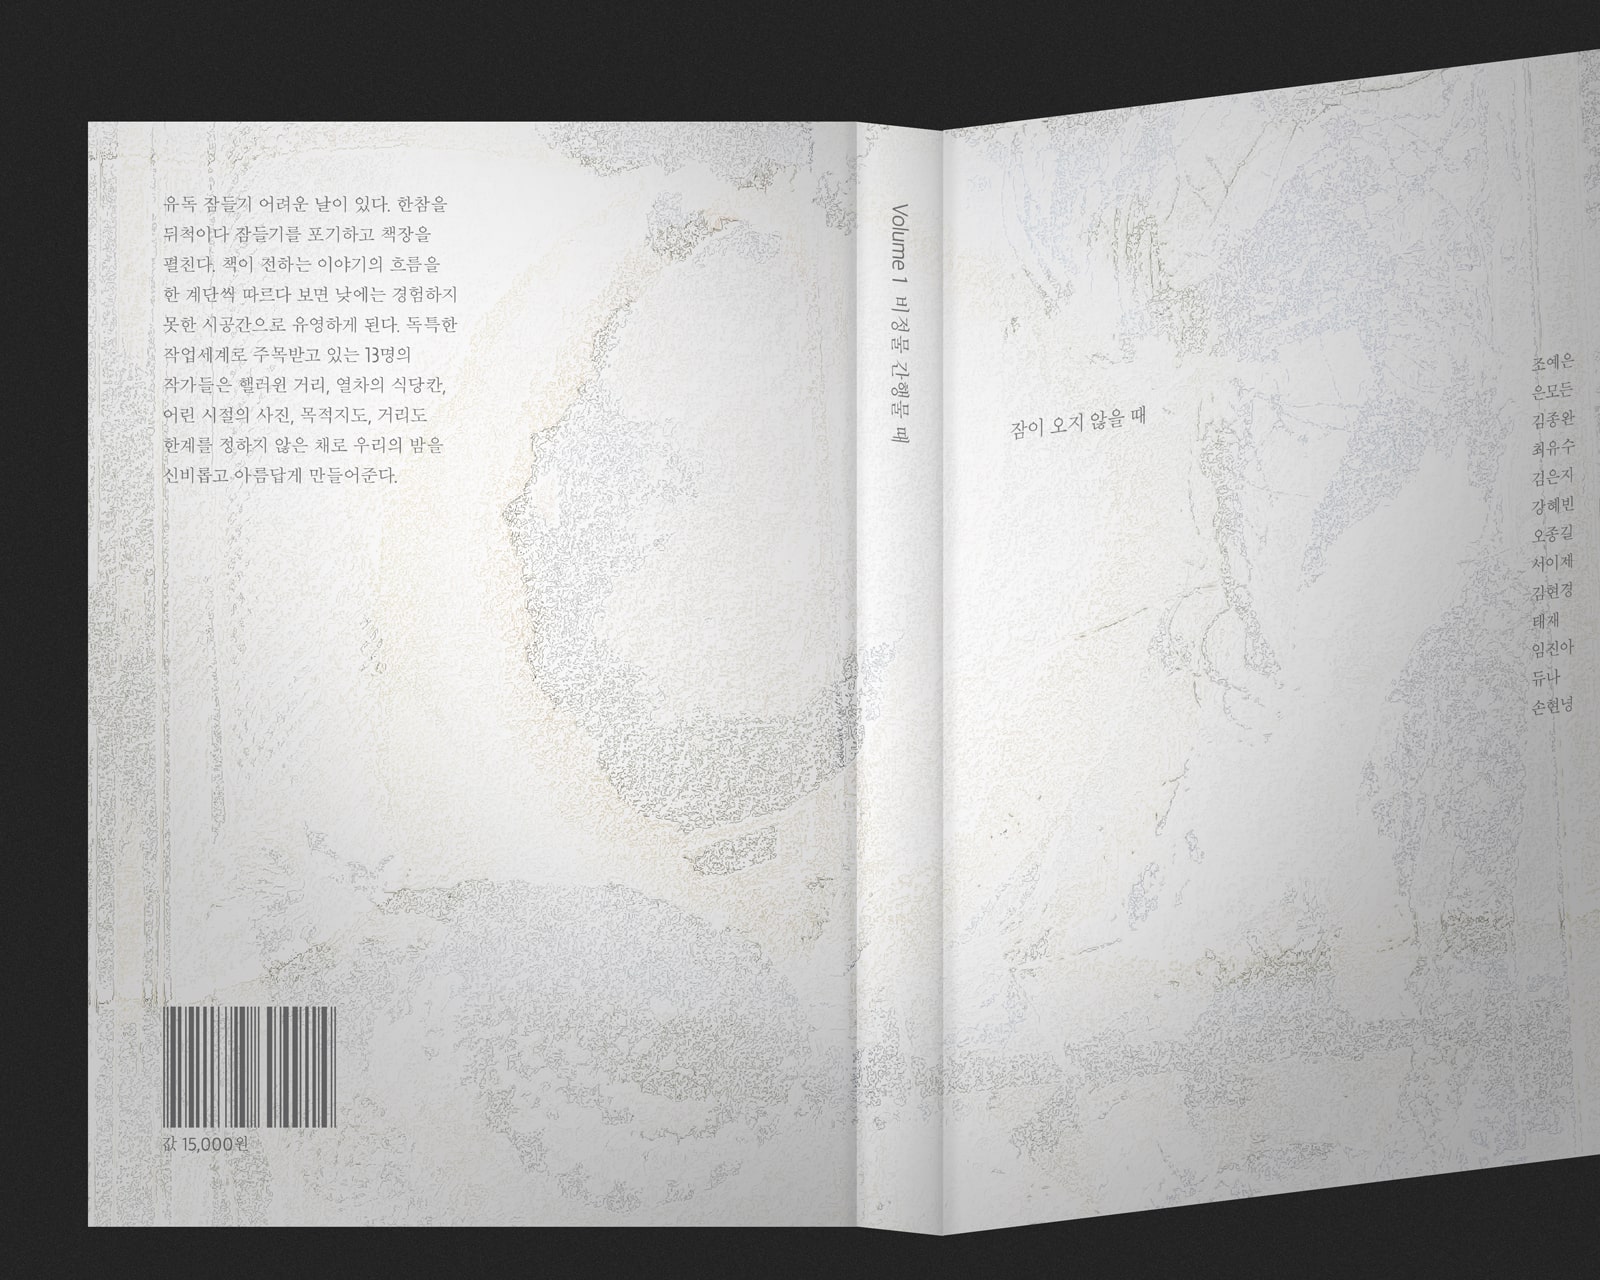 유독 잠들기 어려운 날이 있다. 한참을
뒤척이다 잠들기를 포기하고 책장을
펼친다. 책이 전하는 이야기의 흐름을
한 계단씩 따르다 보면 낮에는 경험하지
못한 시공간으로 유영하게 된다. 독특한
작업세계로 주목받고 있는 13명의
작가들은 핼러윈 거리, 열차의 식당칸,
어린 시절의 사진, 목적지도, 거리도
한계를 정하지 않은 채로 우리의 밤을
신비롭고 아름답게 만들어준다.
값 15,000원
Volume 1 비정물 간행물 떼
잠이 오지 않을 때
조예은
은모든
김종완
최유수
김은지
강혜빈
오종길
서이제
김현경
태재
임진아
듀나
손현녕